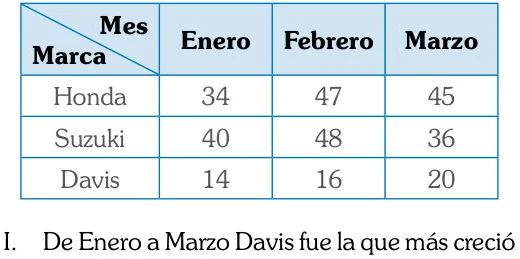 Mes
Marca Enero Febrero Marzo
Honda 34 47 45
Suzuki 40 48 36
Davis 14 16 20
I. De Enero a Marzo Davis fue la que más creció